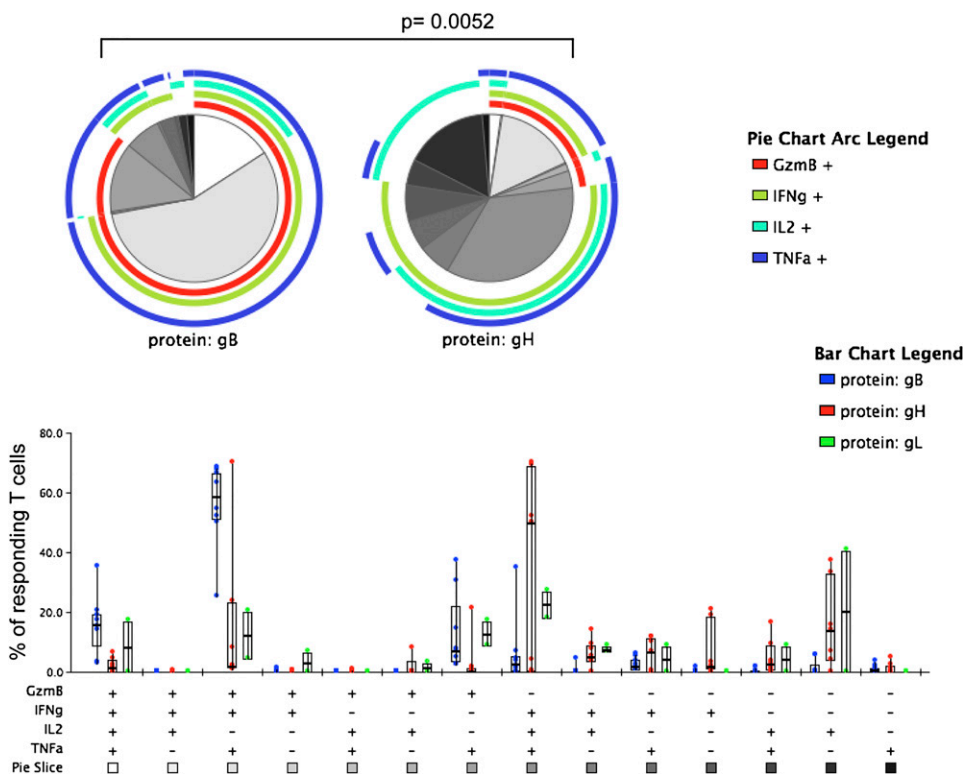 p= 0.0052
protein: gB
protein: gH
Pie Chart Arc Legend
GzmB +
IFNg +
IL2 +
TNFa +
Bar Chart Legend
protein: gB
protein: gH
protein: gL
% of responding T cells
80.0
60.0
40.0
20.0
0.0
GzmB + + + + + + + - - - - - - -
IFNg + + + + - - - + + + + - - -
IL2 + + - - + + - + + - - + + -
TNFa + - + - + - + + - + - + - +
Pie Slice